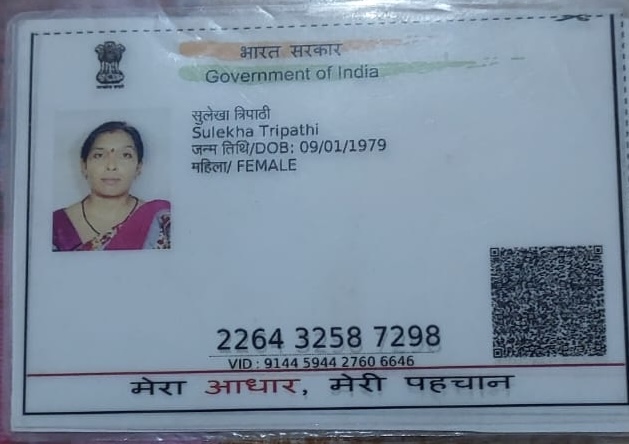 भारत सरकार
Government of India
सुलेखा त्रिपाठी
Sulekha Tripathi
जन्म तिथि/DOB: 09/01/1979
महिला/ FEMALE
2264 3258 7298
VID : 9144 5944 2760 6646
मेरा आधार, मेरी पहचान